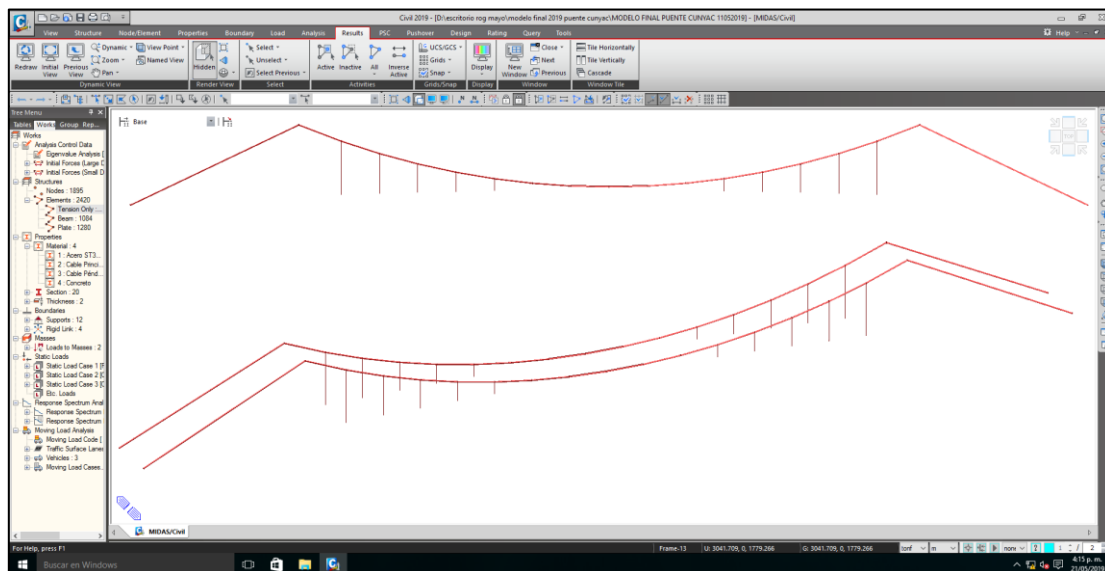 Civil 2019 - [D:\escritorio rog mayo\modelo final 2019 puente cunyac\MODELO FINAL PUENTE CUNYAC 11052019] - [MIDAS/Civil]
View Structure Node/Element Properties Boundary Load Analysis Results PSC Pushover Design Rating Query Tools Help
Redraw Initial View Previous View Dynamic Zoom Pan View Point Named View Hidden Select Unselect Select Previous Active Inactive All Inverse Active UCS/GCS Grids Snap Display New Window Close Next Previous Tile Horizontally Tile Vertically Cascade
Dynamic View Render View Select Activities Grids/Snap Display Window Window Tile
Tree Menu
Tables Works Group Rep...
Base
Works
Analysis Control Data
Eigenvalue Analysis [
Initial Forces (Large D
Initial Forces (Small D
Structures
Nodes : 1895
Elements : 2420
Tension Only :
Beam : 1084
Plate : 1280
Properties
Material : 4
1 : Acero ST3...
2 : Cable Princi...
3 : Cable Pénd...
4 : Concreto
Section : 20
Thickness : 2
Boundaries
Supports : 12
Rigid Link : 4
Masses
Loads to Masses : 2
Static Loads
Static Load Case 1 [
Static Load Case 2 [
Static Load Case 3 [
Etc. Loads
Response Spectrum Anal
Response Spectrum
Response Spectrum
Moving Load Analysis
Moving Load Code [
Traffic Surface Lanes
Vehicles : 3
Moving Load Cases...
MIDAS/Civil
For Help, press F1
Frame-13 U: 3041.709, 0, 1779.266 G: 3041.709, 0, 1779.266 tonf m none 1 / 2
Buscar en Windows
4:15 p. m.
21/05/2019